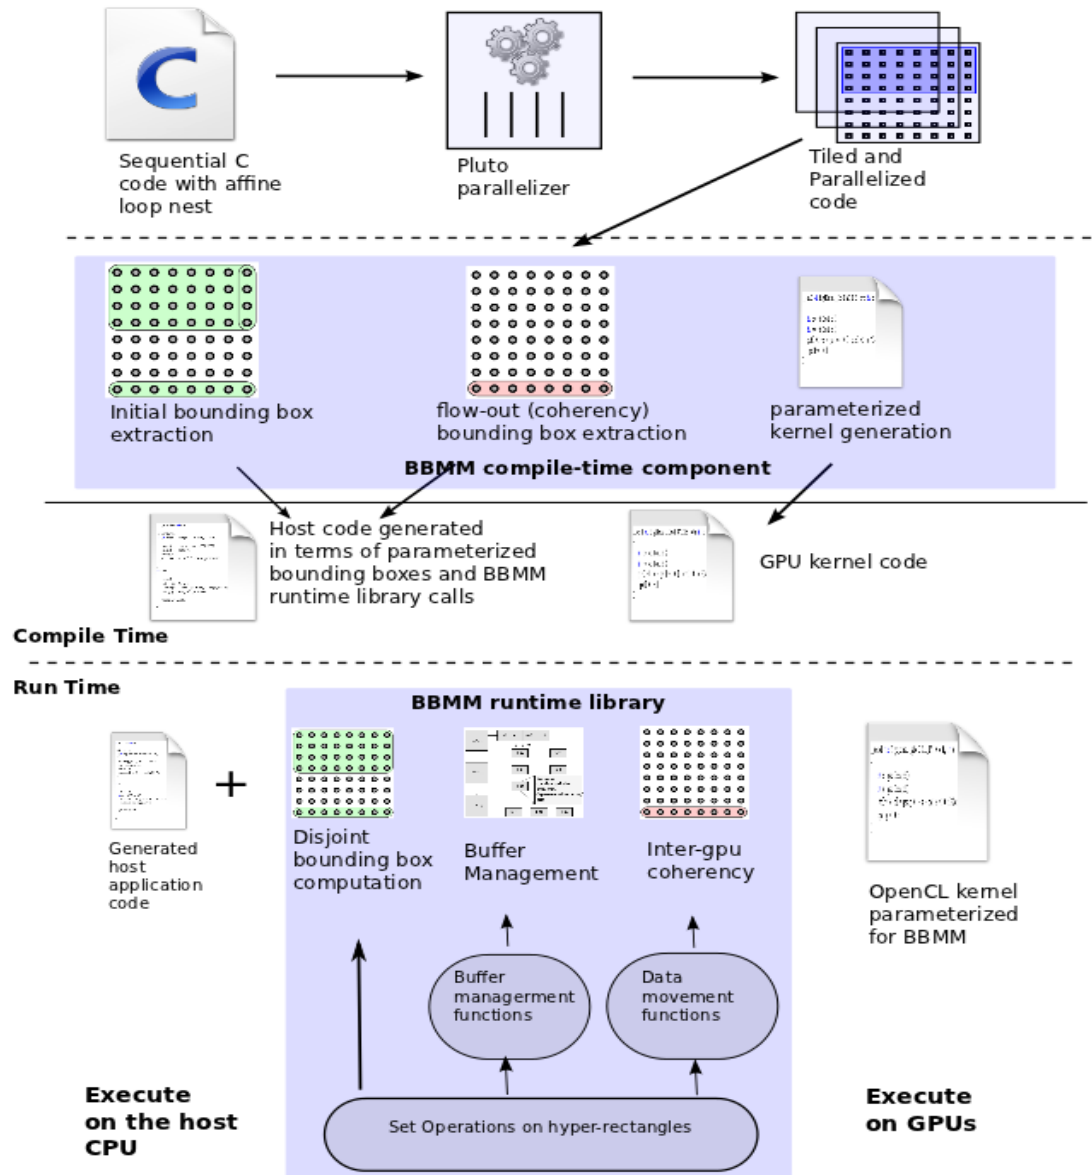 C
Sequential C
code with affine
loop nest
Pluto
parallelizer
Tiled and
Parallelized
code
Initial bounding box
extraction
flow-out (coherency)
bounding box extraction
parameterized
kernel generation
BBMM compile-time component
Host code generated
in terms of parameterized
bounding boxes and BBMM
runtime library calls
GPU kernel code
Compile Time
Run Time
BBMM runtime library
+
Generated
host
application
code
Disjoint
bounding box
computation
Buffer
Management
Inter-gpu
coherency
OpenCL kernel
parameterized
for BBMM
Buffer
managerment
functions
Data
movement
functions
Execute
on the host
CPU
Set Operations on hyper-rectangles
Execute
on GPUs